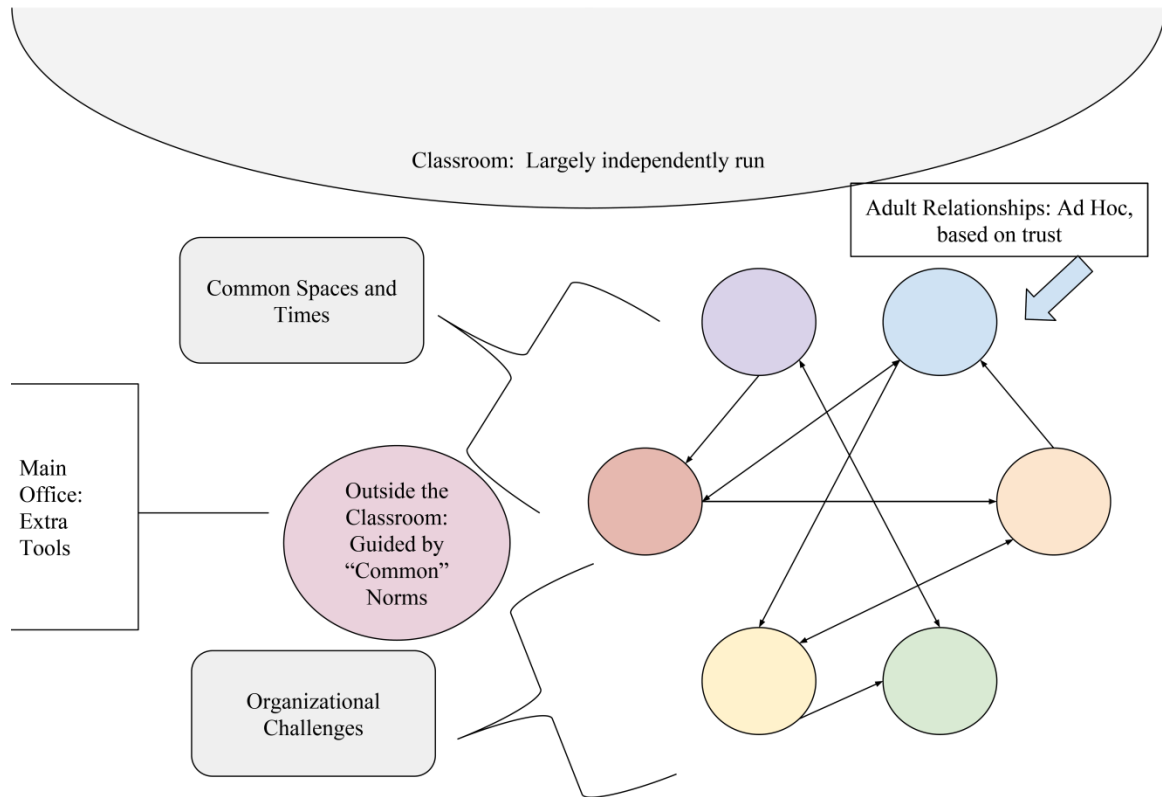 Classroom:  Largely independently run
Adult Relationships: Ad Hoc,
based on trust
Common Spaces and
Times
Main
Office:
Extra
Tools
Outside the
Classroom:
Guided by
“Common”
Norms
Organizational
Challenges